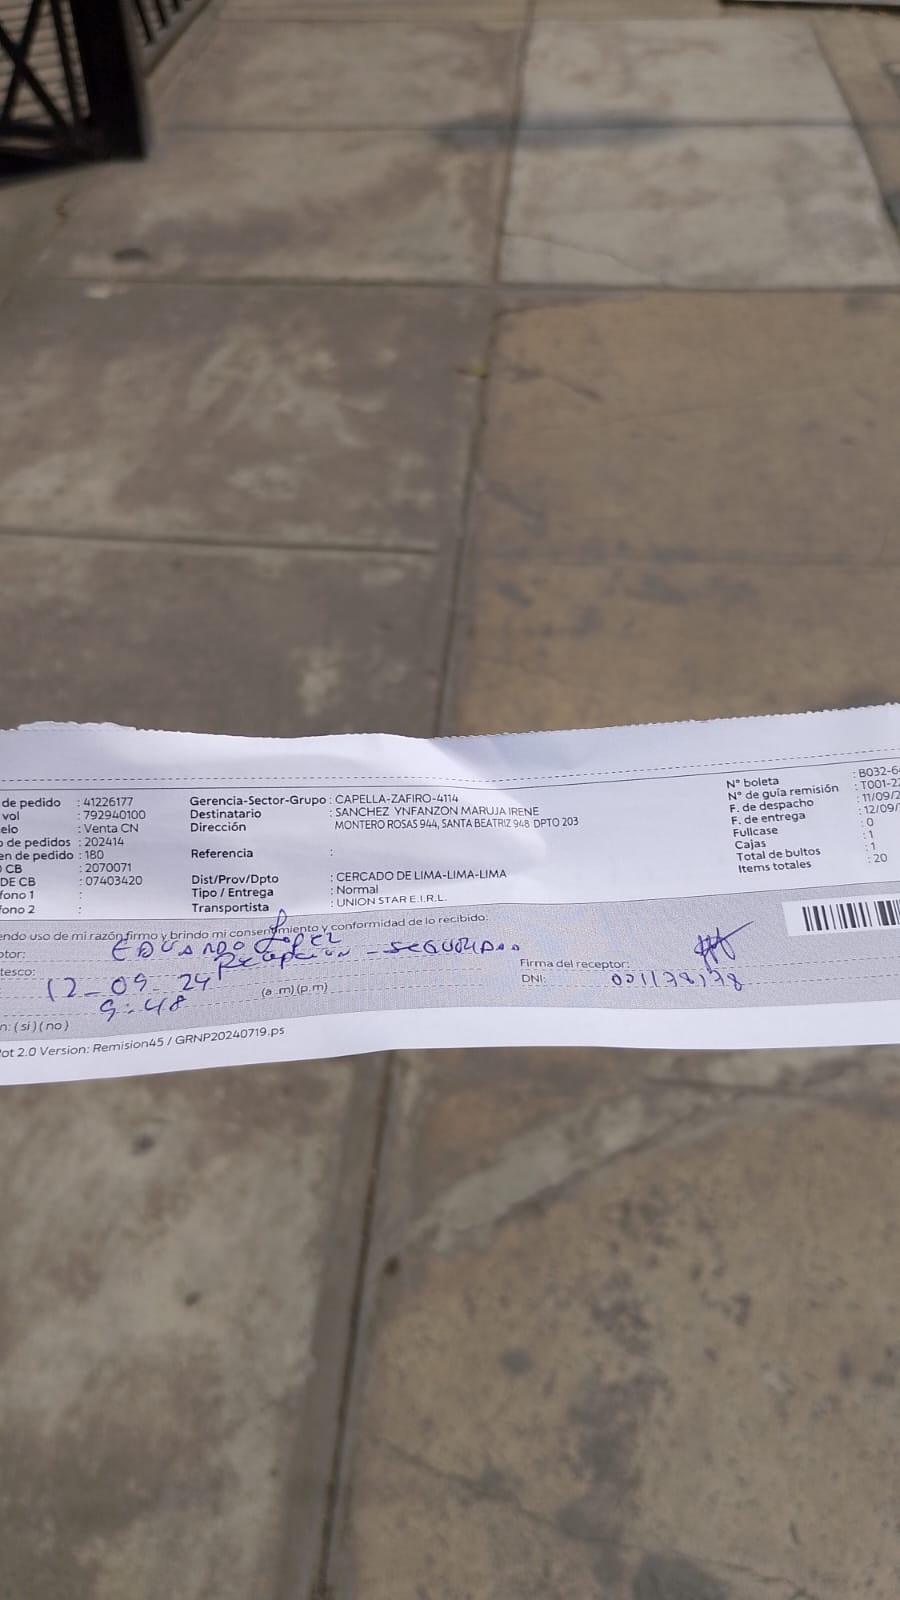 de pedido : 41226177
vol : 792940100
elo : Venta CN
o de pedidos : 202414
en de pedido : 180
CB : 2070071
DE CB : 07403420
fono 1 :
fono 2 :
Gerencia-Sector-Grupo : CAPELLA-ZAFIRO-4114
Destinatario : SANCHEZ YNFANZON MARUJA IRENE
Dirección MONTERO ROSAS 944, SANTA BEATRIZ 948 DPTO 203
Referencia :
Dist/Prov/Dpto : CERCADO DE LIMA-LIMA-LIMA
Tipo / Entrega : Normal
Transportista : UNION STAR E.I.R.L.
N° boleta : B032-6
N° de guía remisión : T001-22
F. de despacho : 11/09/2
F. de entrega : 12/09/
Fullcase : 0
Cajas : 1
Total de bultos : 1
Items totales : 20
endo uso de mi razón firmo y brindo mi consentimiento y conformidad de lo recibido:
ptor: EDUARDO LOPEZ
Recepcion - SEGURIDAD
tesco:
12-09-24
9:48 (a.m)(p.m)
Firma del receptor:
DNI: 001178178
n: (si)(no)
Pot 2.0 Version: Remision45 / GRNP20240719.ps